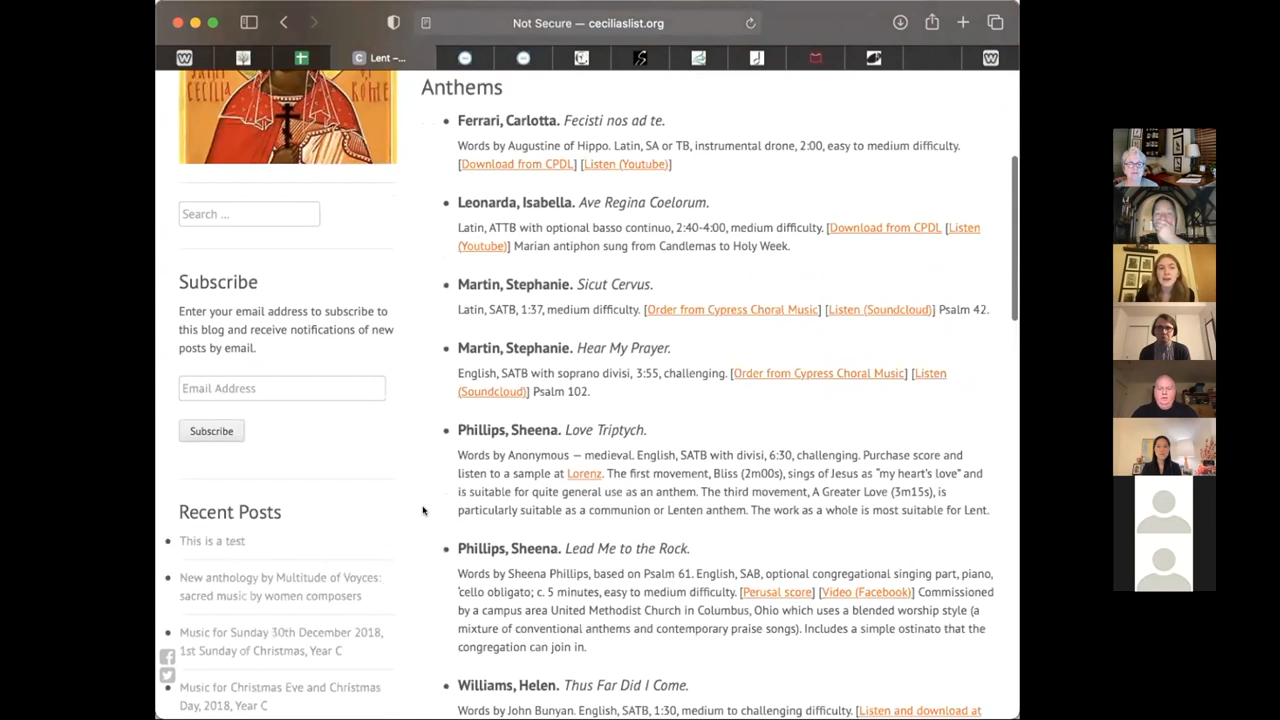 Not Secure — ceciliaslist.org
C Lent –...
SAINT
CECILIA
OF
ROME
Search ...
Subscribe
Enter your email address to subscribe to
this blog and receive notifications of new
posts by email.
Email Address
Subscribe
Recent Posts
This is a test
New anthology by Multitude of Voyces:
sacred music by women composers
Music for Sunday 30th December 2018,
1st Sunday of Christmas, Year C
Music for Christmas Eve and Christmas
Day, 2018, Year C
Anthems
Ferrari, Carlotta. Fecisti nos ad te.
Words by Augustine of Hippo. Latin, SA or TB, instrumental drone, 2:00, easy to medium difficulty.
[Download from CPDL] [Listen (Youtube)]
Leonarda, Isabella. Ave Regina Coelorum.
Latin, ATTB with optional basso continuo, 2:40-4:00, medium difficulty. [Download from CPDL [Listen
(Youtube)] Marian antiphon sung from Candlemas to Holy Week.
Martin, Stephanie. Sicut Cervus.
Latin, SATB, 1:37, medium difficulty. [Order from Cypress Choral Music] [Listen (Soundcloud)] Psalm 42.
Martin, Stephanie. Hear My Prayer.
English, SATB with soprano divisi, 3:55, challenging. [Order from Cypress Choral Music] [Listen
(Soundcloud)] Psalm 102.
Phillips, Sheena. Love Triptych.
Words by Anonymous — medieval. English, SATB with divisi, 6:30, challenging. Purchase score and
listen to a sample at Lorenz. The first movement, Bliss (2m00s), sings of Jesus as “my heart’s love” and
is suitable for quite general use as an anthem. The third movement, A Greater Love (3m15s), is
particularly suitable as a communion or Lenten anthem. The work as a whole is most suitable for Lent.
Phillips, Sheena. Lead Me to the Rock.
Words by Sheena Phillips, based on Psalm 61. English, SAB, optional congregational singing part, piano,
‘cello obligato; c. 5 minutes, easy to medium difficulty. [Perusal score] [Video (Facebook)] Commissioned
by a campus area United Methodist Church in Columbus, Ohio which uses a blended worship style (a
mixture of conventional anthems and contemporary praise songs). Includes a simple ostinato that the
congregation can join in.
Williams, Helen. Thus Far Did I Come.
Words by John Bunyan. English, SATB, 1:30, medium to challenging difficulty. [Listen and download at